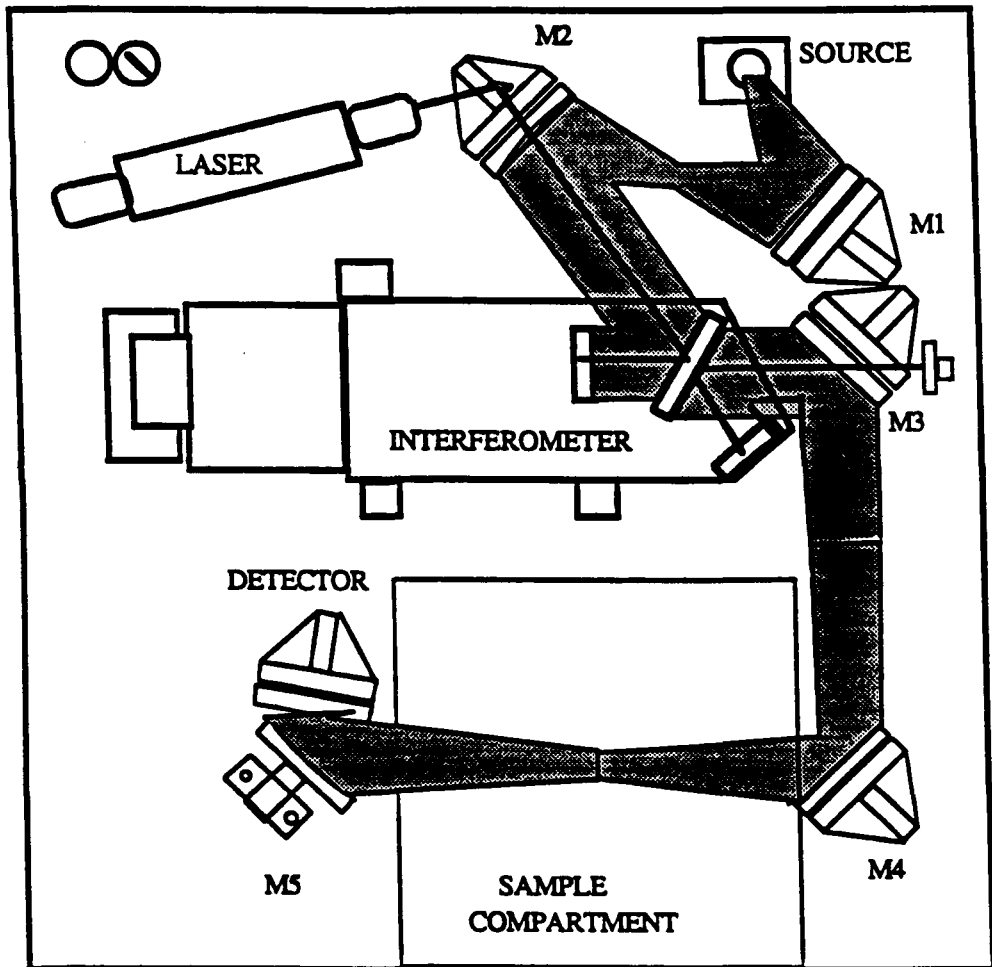 M2
SOURCE
LASER
M1
M3
INTERFEROMETER
DETECTOR
M5
M4
SAMPLE
COMPARTMENT